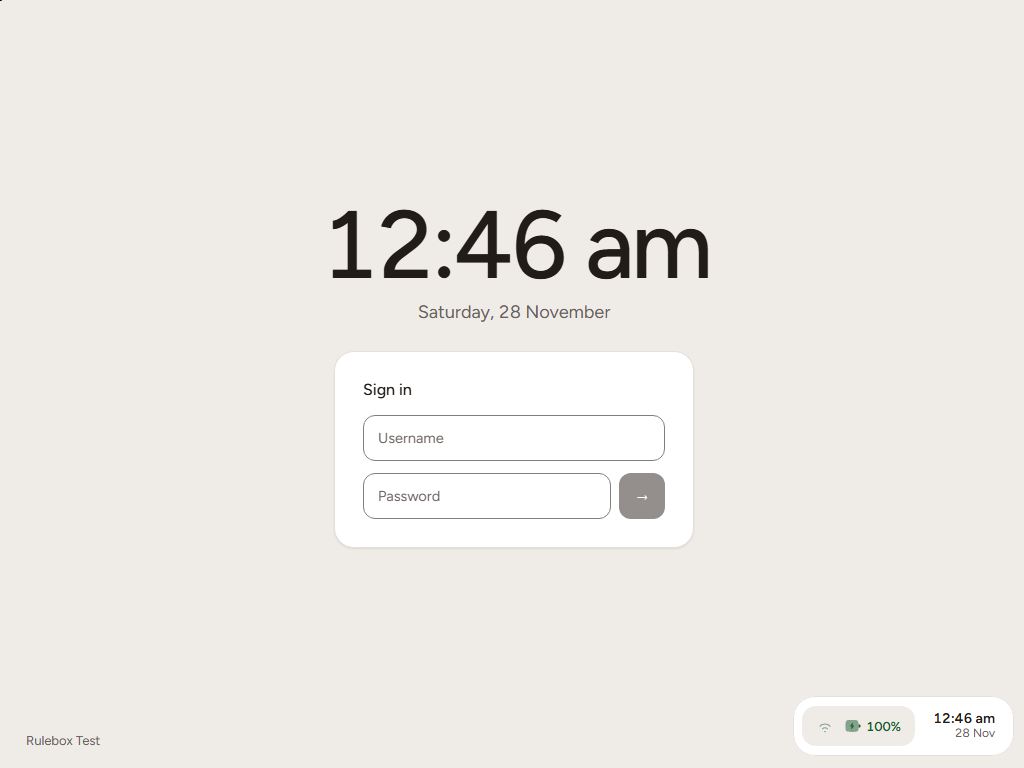 12:46 am
Saturday, 28 November
Sign in
Username
Password
→
Rulebox Test
100%
12:46 am
28 Nov